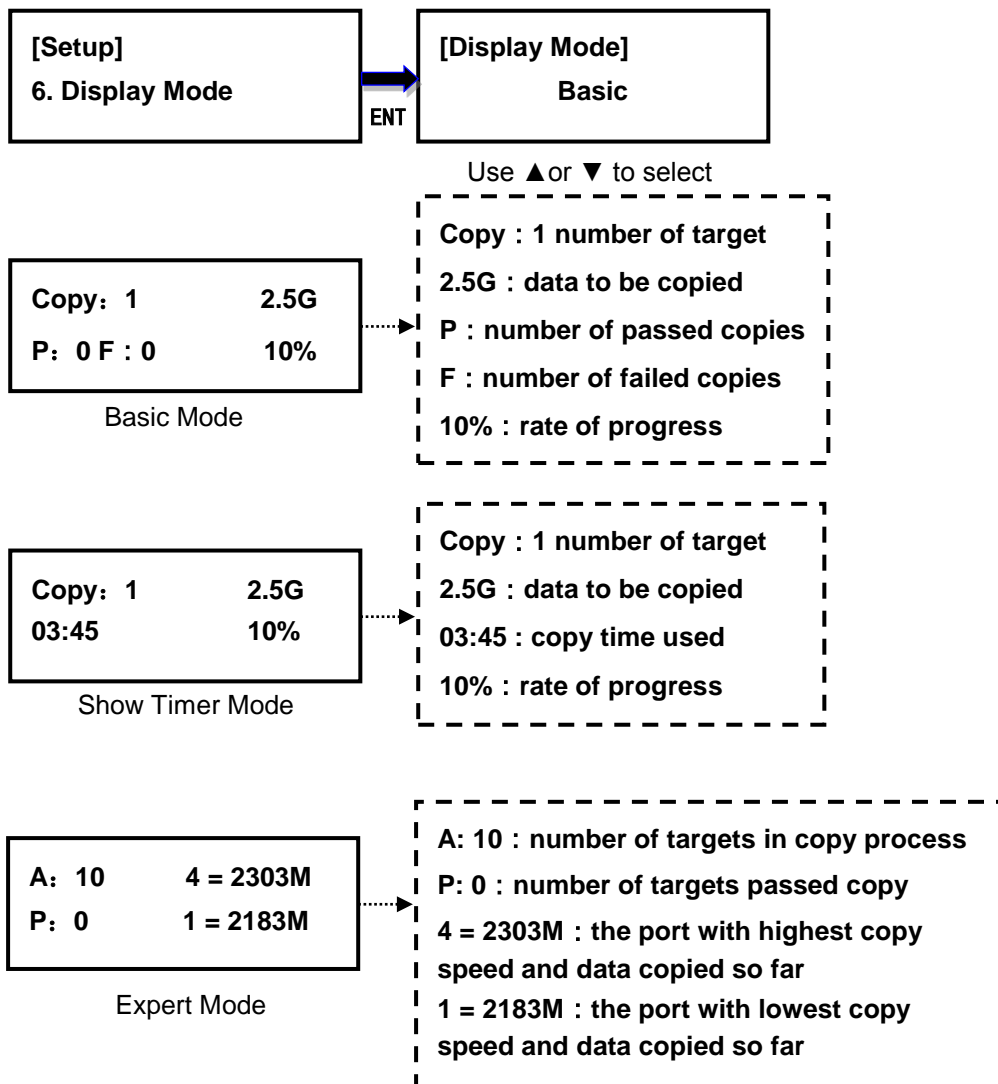 [Setup]
6. Display Mode
ENT
[Display Mode]
Basic
Use ▲or ▼ to select
Copy：1 2.5G
P：0 F：0 10%
Basic Mode
Copy：1 number of target
2.5G：data to be copied
P：number of passed copies
F：number of failed copies
10%：rate of progress
Copy：1 2.5G
03:45 10%
Show Timer Mode
Copy：1 number of target
2.5G：data to be copied
03:45 : copy time used
10%：rate of progress
A：10 4 = 2303M
P：0 1 = 2183M
Expert Mode
A: 10：number of targets in copy process
P: 0：number of targets passed copy
4 = 2303M：the port with highest copy
speed and data copied so far
1 = 2183M：the port with lowest copy
speed and data copied so far